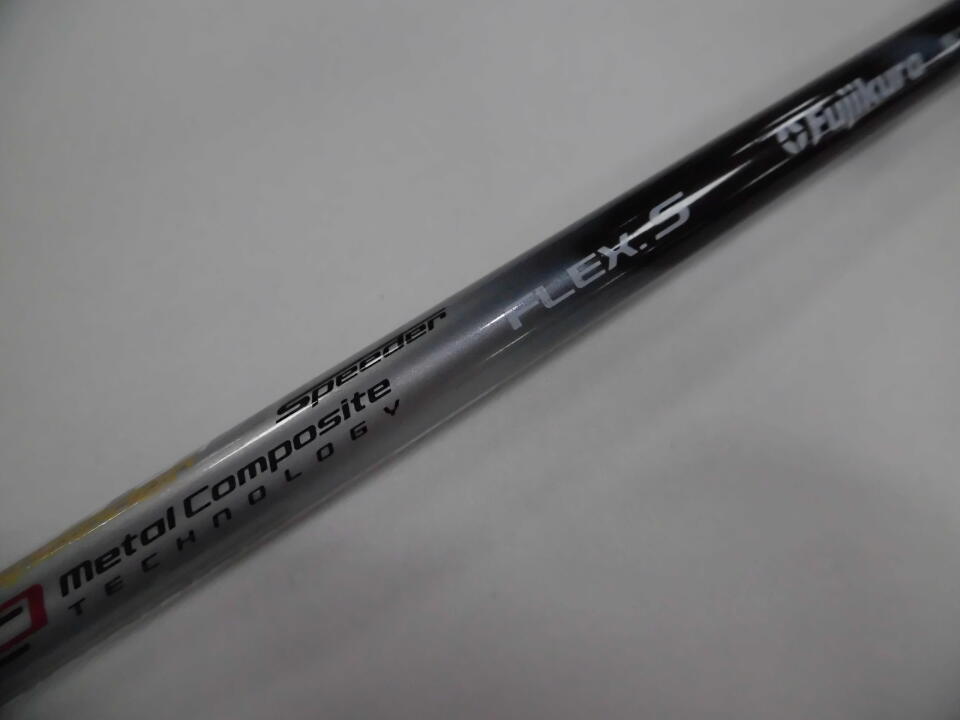 Fujikura
FLEX.S
Speeder
Metal Composite
TECHNOLOGY